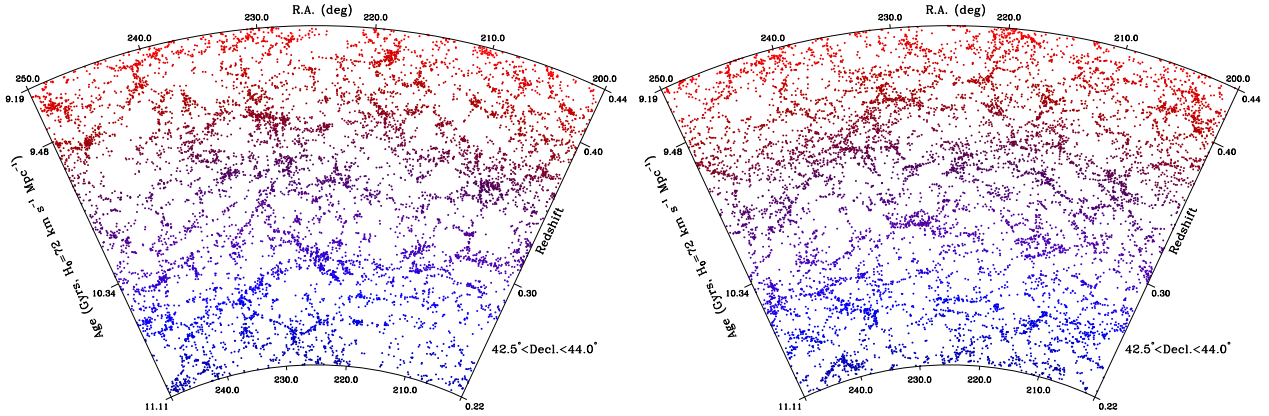 R.A. (deg)
230.0 220.0
240.0 210.0
250.0 200.0
9.19 0.44
9.48 0.40
Age (Gyrs, H₀=72 km s⁻¹ Mpc⁻¹)
Redshift
10.34 0.30
42.5°<Decl.<44.0°
230.0 220.0
240.0 210.0
11.11 0.22
R.A. (deg)
230.0 220.0
240.0 210.0
250.0 200.0
9.19 0.44
9.48 0.40
Age (Gyrs, H₀=72 km s⁻¹ Mpc⁻¹)
Redshift
10.34 0.30
42.5°<Decl.<44.0°
230.0 220.0
240.0 210.0
11.11 0.22